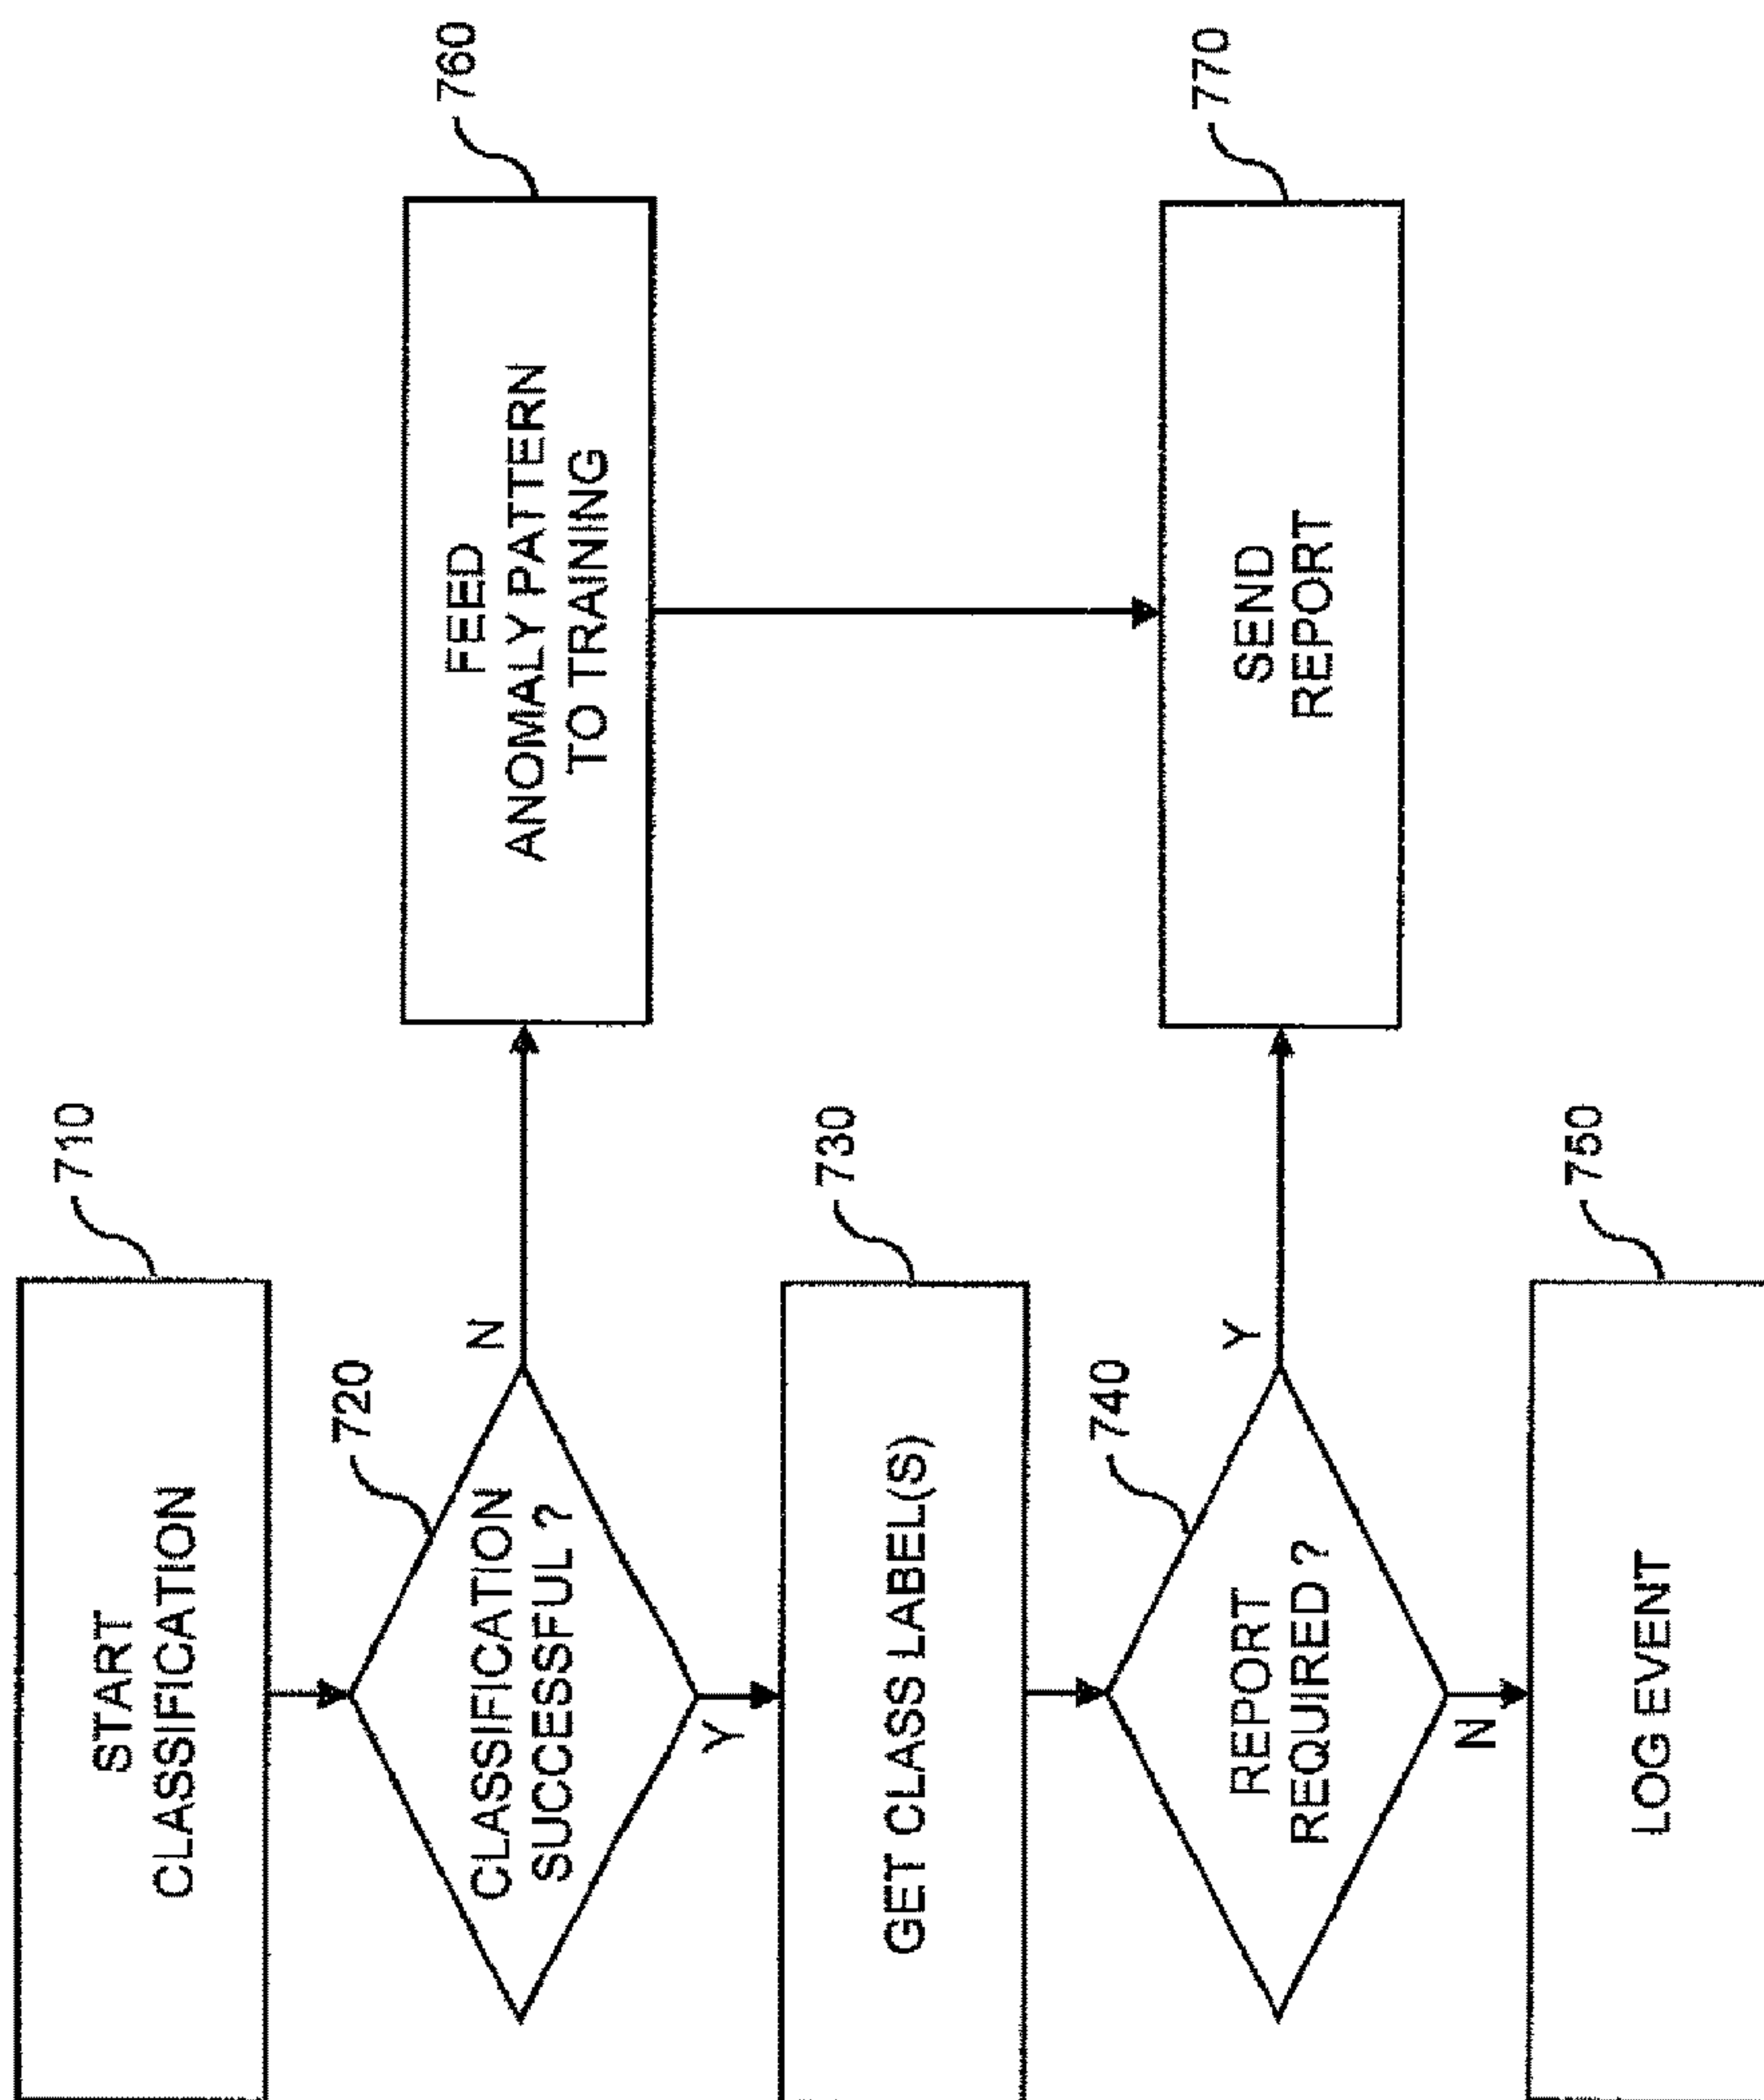 710
START
CLASSIFICATION
720
CLASSIFICATION
SUCCESSFUL ?
N
Y
760
FEED
ANOMALY PATTERN
TO TRAINING
730
GET CLASS LABEL(S)
740
REPORT
REQUIRED ?
Y
N
770
SEND
REPORT
750
LOG EVENT